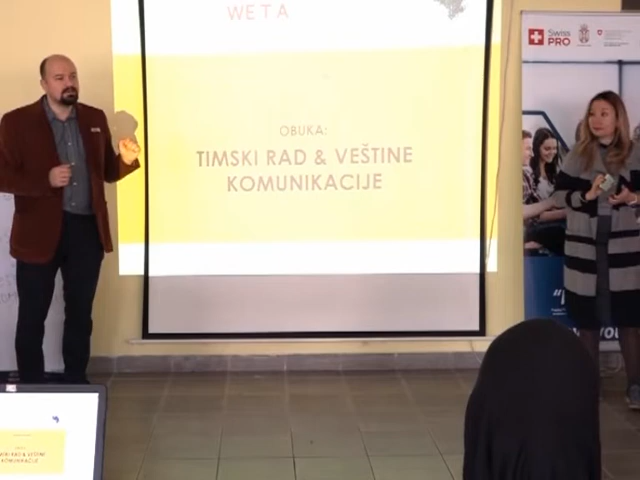 WETA
OBUKA:
TIMSKI RAD & VEŠTINE
KOMUNIKACIJE
Swiss
PRO